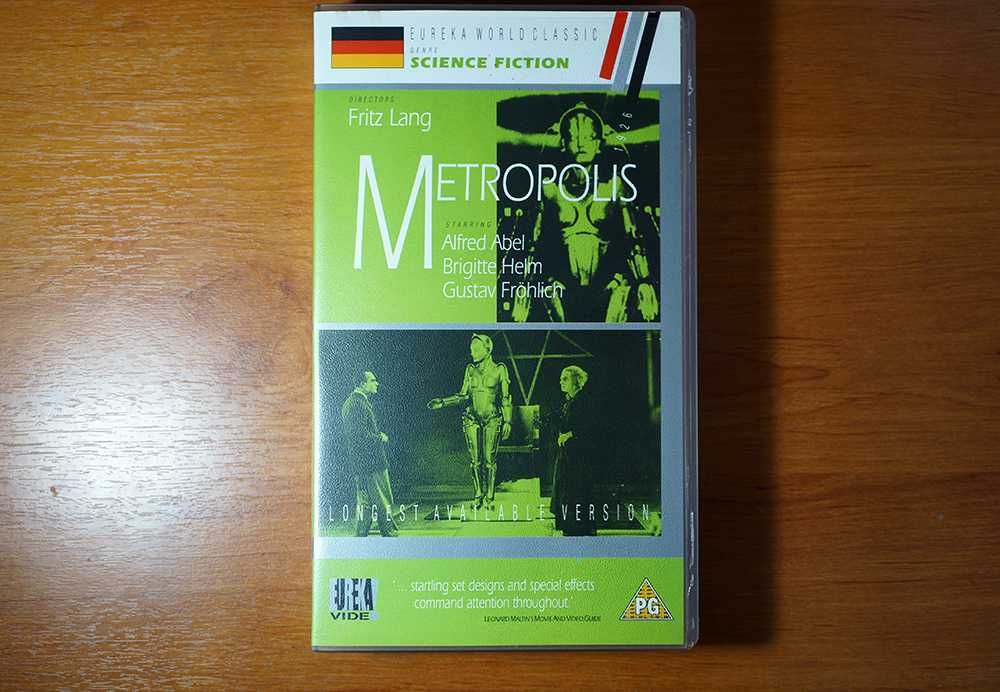 EUREKA WORLD CLASSIC
GENRE
SCIENCE FICTION
DIRECTORS
Fritz Lang
1926
METROPOLIS
STARRING
Alfred Abel
Brigitte Helm
Gustav Fröhlich
LONGEST AVAILABLE VERSION
EUREKA
VIDEO
'... startling set designs and special effects
command attention throughout.'
LEONARD MALTIN'S MOVIE AND VIDEO GUIDE
PG